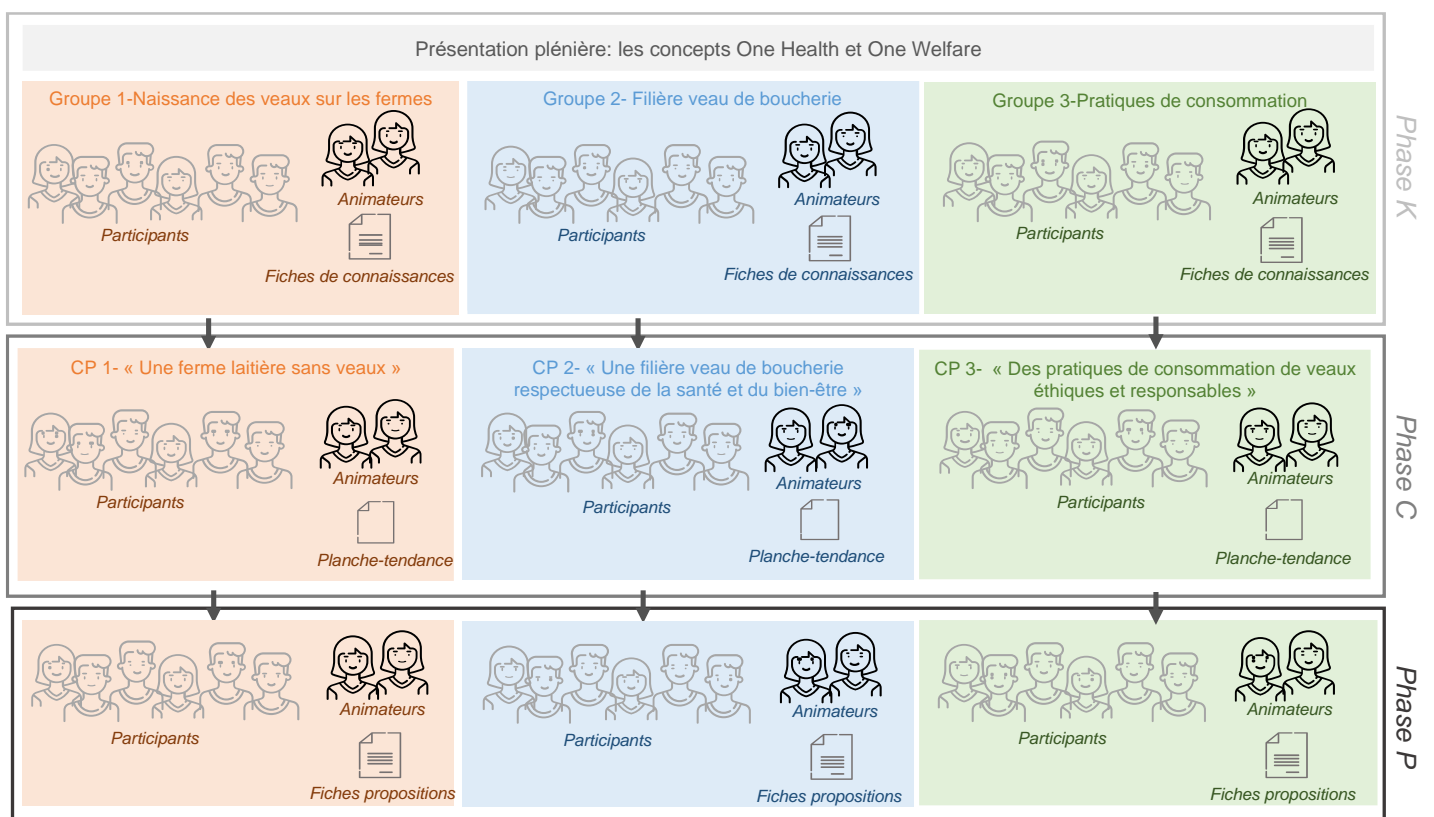 Présentation plénière: les concepts One Health et One Welfare
Groupe 1-Naissance des veaux sur les fermes
Participants
Animateurs
Fiches de connaissances
Groupe 2- Filière veau de boucherie
Participants
Animateurs
Fiches de connaissances
Groupe 3-Pratiques de consommation
Participants
Animateurs
Fiches de connaissances
Phase K
CP 1- « Une ferme laitière sans veaux »
Participants
Animateurs
Planche-tendance
CP 2- « Une filière veau de boucherie
respectueuse de la santé et du bien-être »
Participants
Animateurs
Planche-tendance
CP 3- « Des pratiques de consommation de veaux
éthiques et responsables »
Participants
Animateurs
Planche-tendance
Phase C
Participants
Animateurs
Fiches propositions
Participants
Animateurs
Fiches propositions
Participants
Animateurs
Fiches propositions
Phase P